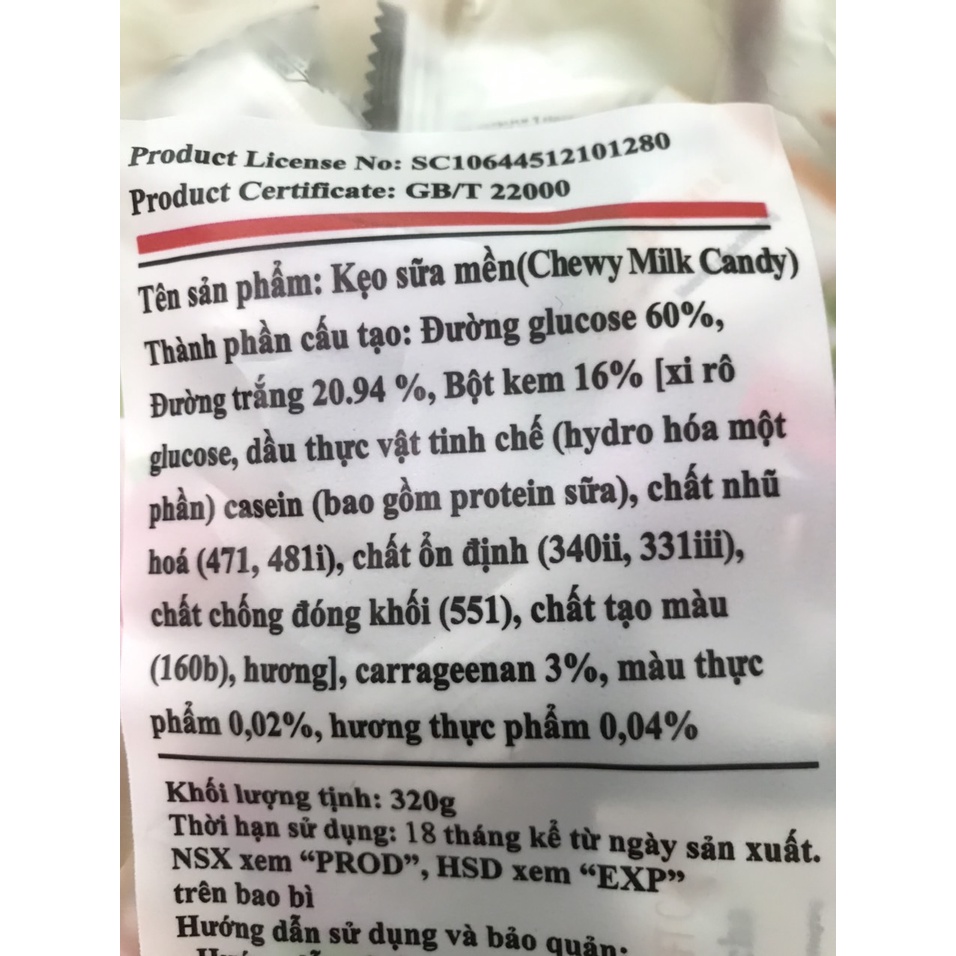 Product License No: SC10644512101280
Product Certificate: GB/T 22000
Tên sản phẩm: Kẹo sữa mền(Chewy Milk Candy)
Thành phần cấu tạo: Đường glucose 60%,
Đường trắng 20.94 %, Bột kem 16% [xi rô
glucose, dầu thực vật tinh chế (hydro hóa một
phần) casein (bao gồm protein sữa), chất nhũ
hoá (471, 481i), chất ổn định (340ii, 331iii),
chất chống đóng khối (551), chất tạo màu
(160b), hương], carrageenan 3%, màu thực
phẩm 0,02%, hương thực phẩm 0,04%
Khối lượng tịnh: 320g
Thời hạn sử dụng: 18 tháng kể từ ngày sản xuất.
NSX xem “PROD”, HSD xem “EXP”
trên bao bì
Hướng dẫn sử dụng và bảo quản: